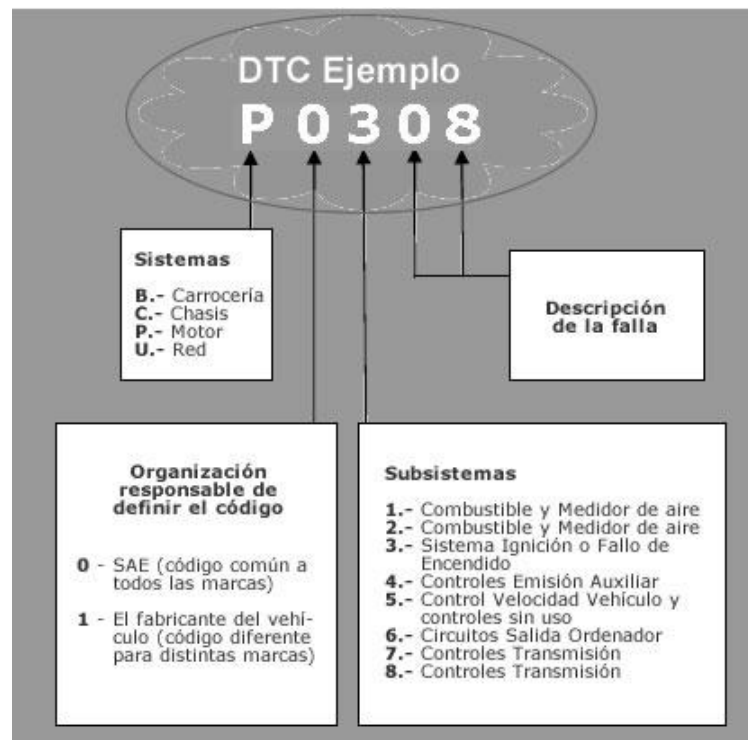 DTC Ejemplo
P 0 3 0 8
Sistemas
B.- Carrocería
C.- Chasis
P.- Motor
U.- Red
Descripción
de la falla
Organización
responsable de
definir el código
0 - SAE (código común a
todos las marcas)
1 - El fabricante del vehí-
culo (código diferente
para distintas marcas)
Subsistemas
1.- Combustible y Medidor de aire
2.- Combustible y Medidor de aire
3.- Sistema Ignición o Fallo de
Encendido
4.- Controles Emisión Auxiliar
5.- Control Velocidad Vehículo y
controles sin uso
6.- Circuitos Salida Ordenador
7.- Controles Transmisión
8.- Controles Transmisión